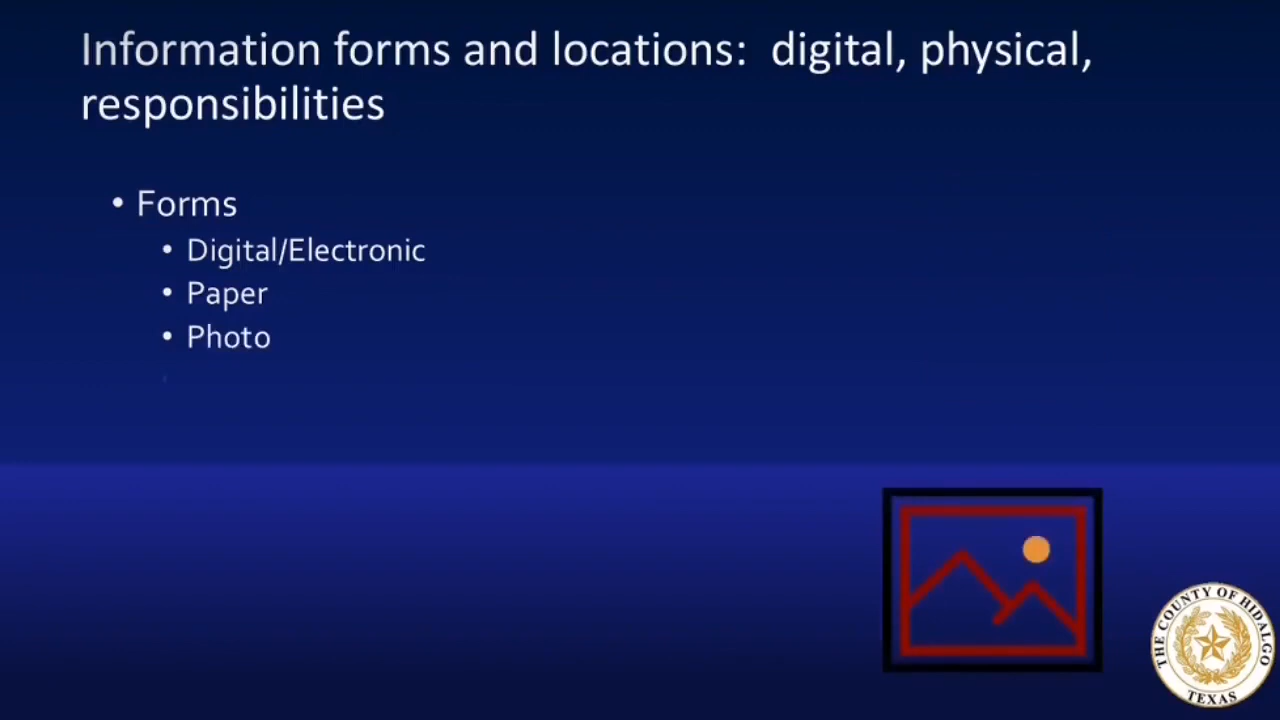 Information forms and locations:  digital, physical,
responsibilities
• Forms
• Digital/Electronic
• Paper
• Photo
THE COUNTY OF HIDALGO
TEXAS